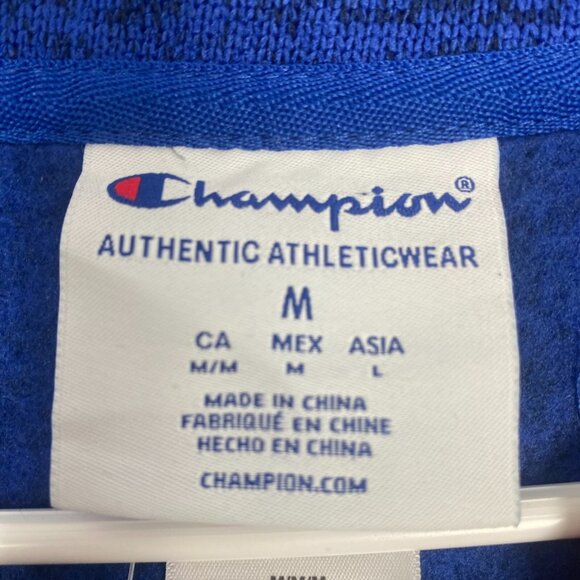 Champion®
AUTHENTIC ATHLETICWEAR
M
CA MEX ASIA
M/M M L
MADE IN CHINA
FABRIQUÉ EN CHINE
HECHO EN CHINA
CHAMPION.COM